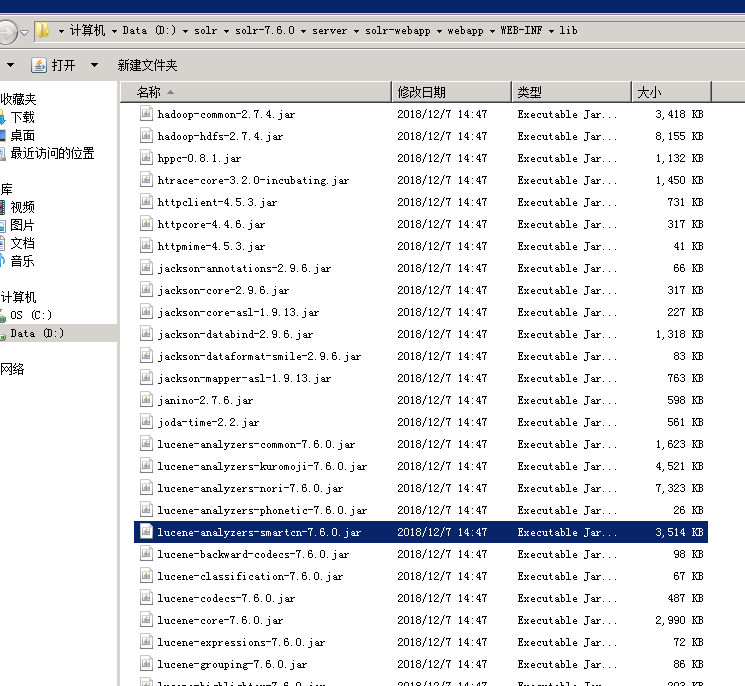 计算机 Data (D:) solr solr-7.6.0 server solr-webapp webapp WEB-INF lib
打开 新建文件夹
收藏夹
下载
桌面
最近访问的位置
库
视频
图片
文档
音乐
计算机
OS (C:)
Data (D:)
网络
名称 修改日期 类型 大小
hadoop-common-2.7.4.jar 2018/12/7 14:47 Executable Jar... 3,418 KB
hadoop-hdfs-2.7.4.jar 2018/12/7 14:47 Executable Jar... 8,155 KB
hppc-0.8.1.jar 2018/12/7 14:47 Executable Jar... 1,132 KB
htrace-core-3.2.0-incubating.jar 2018/12/7 14:47 Executable Jar... 1,450 KB
httpclient-4.5.3.jar 2018/12/7 14:47 Executable Jar... 731 KB
httpcore-4.4.6.jar 2018/12/7 14:47 Executable Jar... 317 KB
httpmime-4.5.3.jar 2018/12/7 14:47 Executable Jar... 41 KB
jackson-annotations-2.9.6.jar 2018/12/7 14:47 Executable Jar... 66 KB
jackson-core-2.9.6.jar 2018/12/7 14:47 Executable Jar... 317 KB
jackson-core-asl-1.9.13.jar 2018/12/7 14:47 Executable Jar... 227 KB
jackson-databind-2.9.6.jar 2018/12/7 14:47 Executable Jar... 1,318 KB
jackson-dataformat-smile-2.9.6.jar 2018/12/7 14:47 Executable Jar... 83 KB
jackson-mapper-asl-1.9.13.jar 2018/12/7 14:47 Executable Jar... 763 KB
janino-2.7.6.jar 2018/12/7 14:47 Executable Jar... 598 KB
joda-time-2.2.jar 2018/12/7 14:47 Executable Jar... 561 KB
lucene-analyzers-common-7.6.0.jar 2018/12/7 14:47 Executable Jar... 1,623 KB
lucene-analyzers-kuromoji-7.6.0.jar 2018/12/7 14:47 Executable Jar... 4,521 KB
lucene-analyzers-nori-7.6.0.jar 2018/12/7 14:47 Executable Jar... 7,323 KB
lucene-analyzers-phonetic-7.6.0.jar 2018/12/7 14:47 Executable Jar... 26 KB
lucene-analyzers-smartcn-7.6.0.jar 2018/12/7 14:47 Executable Jar... 3,514 KB
lucene-backward-codecs-7.6.0.jar 2018/12/7 14:47 Executable Jar... 98 KB
lucene-classification-7.6.0.jar 2018/12/7 14:47 Executable Jar... 67 KB
lucene-codecs-7.6.0.jar 2018/12/7 14:47 Executable Jar... 487 KB
lucene-core-7.6.0.jar 2018/12/7 14:47 Executable Jar... 2,990 KB
lucene-expressions-7.6.0.jar 2018/12/7 14:47 Executable Jar... 72 KB
lucene-grouping-7.6.0.jar 2018/12/7 14:47 Executable Jar... 86 KB